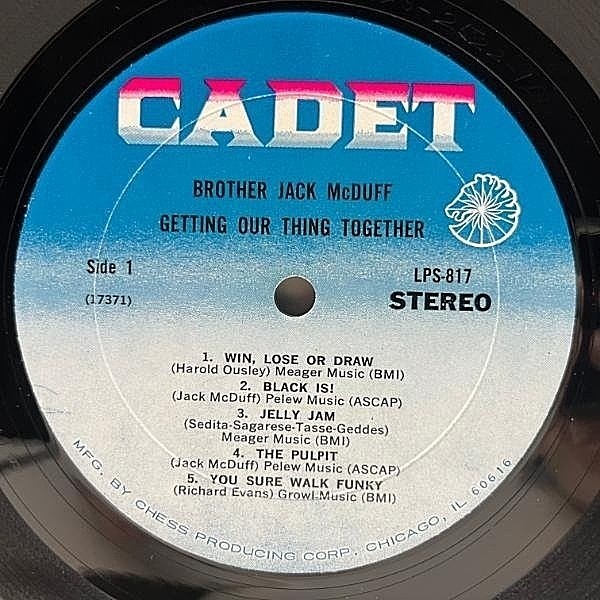 CADET
BROTHER JACK McDUFF
GETTING OUR THING TOGETHER
Side 1
(17371)
LPS-817
STEREO
1. WIN, LOSE OR DRAW
(Harold Ousley) Meager Music (BMI)
2. BLACK IS!
(Jack McDuff) Pelew Music (ASCAP)
3. JELLY JAM
(Sedita-Sagarese-Tasse-Geddes)
Meager Music (BMI)
4. THE PULPIT
(Jack McDuff) Pelew Music (ASCAP)
5. YOU SURE WALK FUNKY
(Richard Evans) Growl Music (BMI)
MFG. BY CHESS PRODUCING CORP. CHICAGO, IL 60616